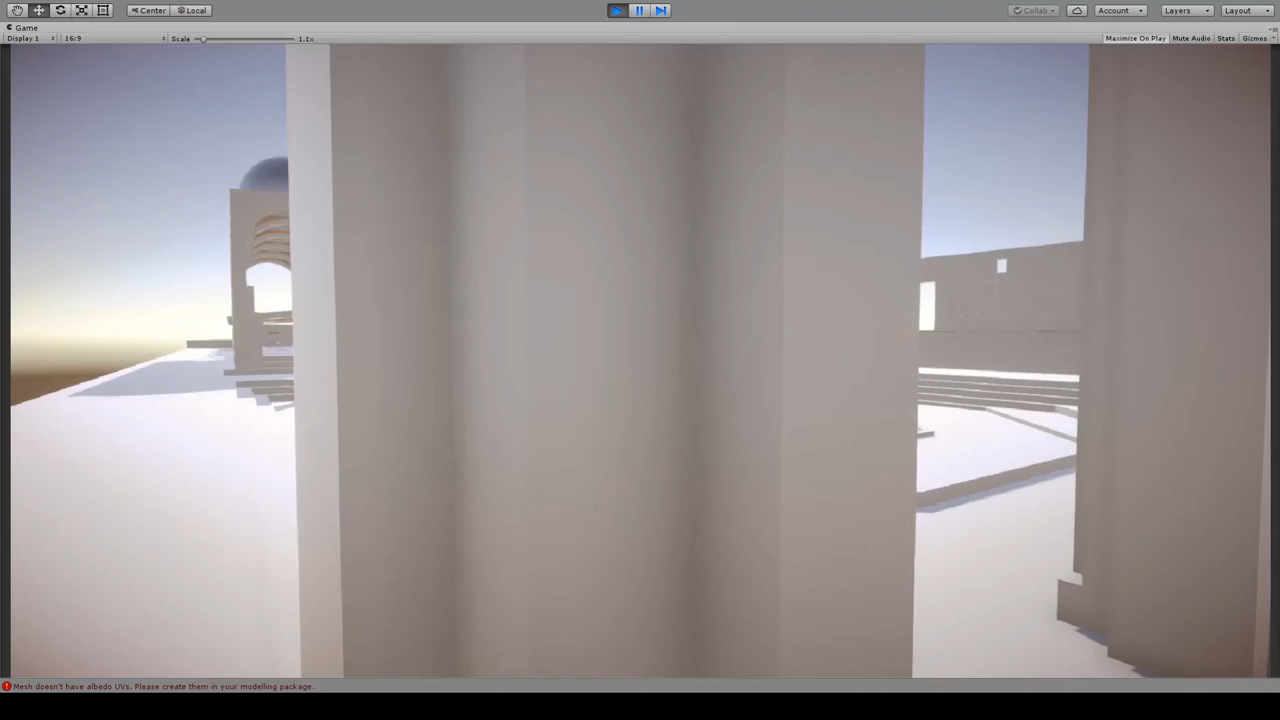 Center Local Collab Account Layers Layout
Game
Display 1 16:9 Scale 1.1x Maximize On Play Mute Audio Stats Gizmos
Mesh doesn't have albedo UVs. Please create them in your modelling package.